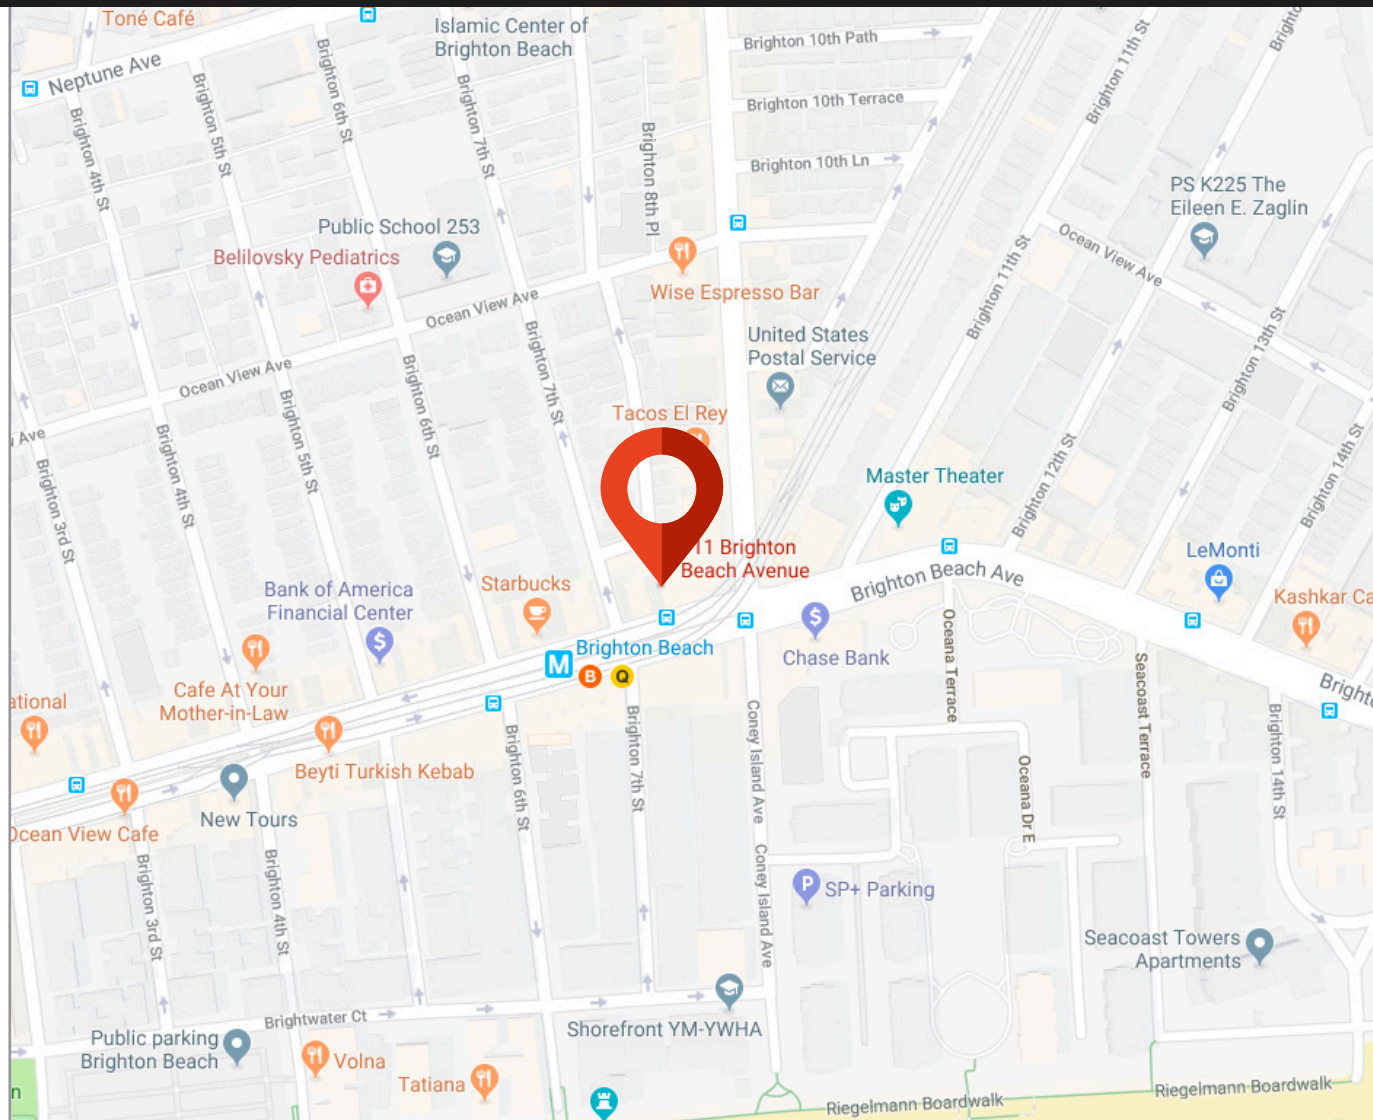 Toné Café
Islamic Center of
Brighton Beach
Neptune Ave
Brighton 4th St
Brighton 5th St
Brighton 6th St
Brighton 7th St
Brighton 8th Pl
Brighton 10th Path
Brighton 10th Terrace
Brighton 10th Ln
Brighton 11th St
PS K225 The
Eileen E. Zaglin
Public School 253
Belilovsky Pediatrics
Ocean View Ave
Wise Espresso Bar
Ocean View Ave
Brighton 11th St
United States
Postal Service
Ocean View Ave
Brighton 6th St
Brighton 7th St
Brighton 13th St
Tacos El Rey
Ave
Brighton 3rd St
Brighton 4th St
Brighton 5th St
Master Theater
Brighton 12th St
Brighton 14th St
11 Brighton
Beach Avenue
Bank of America
Financial Center
Starbucks
Brighton Beach Ave
LeMonti
Kashkar Ca
Brighton Beach
M
B
Q
Chase Bank
Oceana Terrace
Seacoast Terrace
ational
Cafe At Your
Mother-in-Law
Brighte
Beyti Turkish Kebab
Brighton 6th St
Brighton 7th St
Coney Island Ave
Oceana Dr E
Brighton 14th St
New Tours
Ocean View Cafe
Brighton 3rd St
Brighton 4th St
Coney Island Ave
P
SP+ Parking
Seacoast Towers
Apartments
Brightwater Ct
Shorefront YM-YWHA
Public parking
Brighton Beach
Volna
Tatiana
n
Riegelmann Boardwalk
Riegelmann Boardwalk